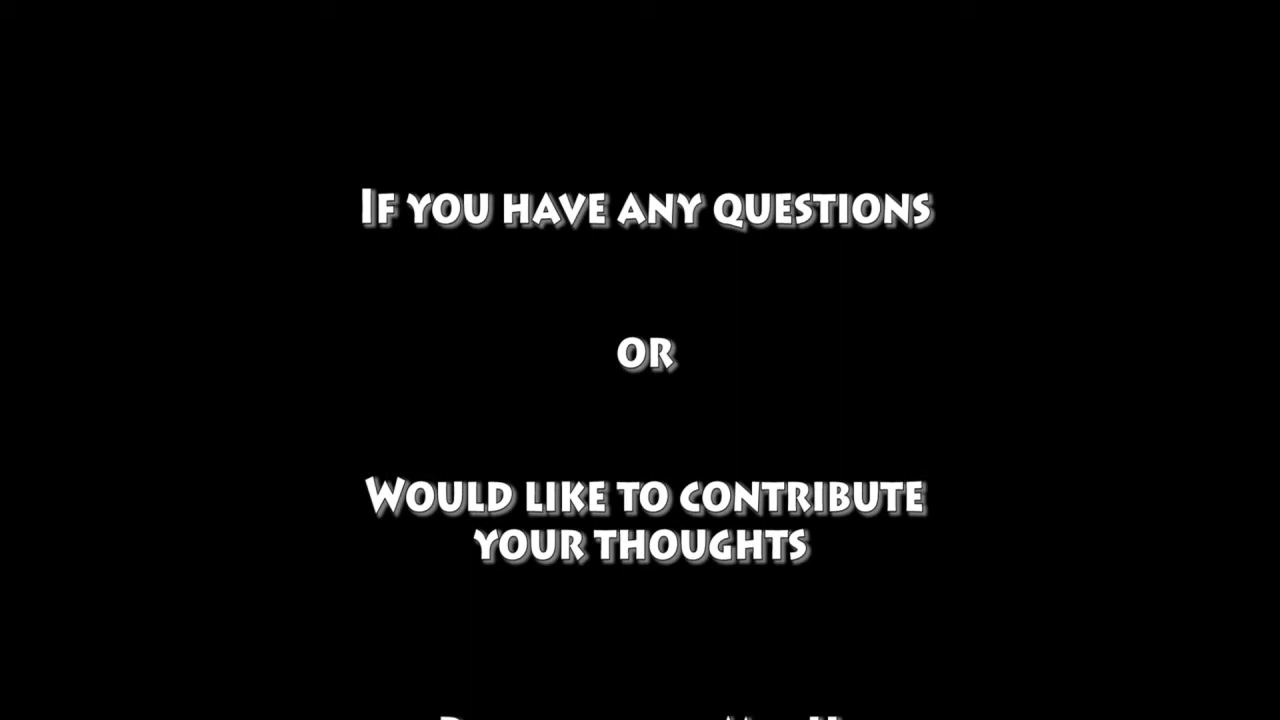 If you have any questions
or
Would like to contribute
your thoughts